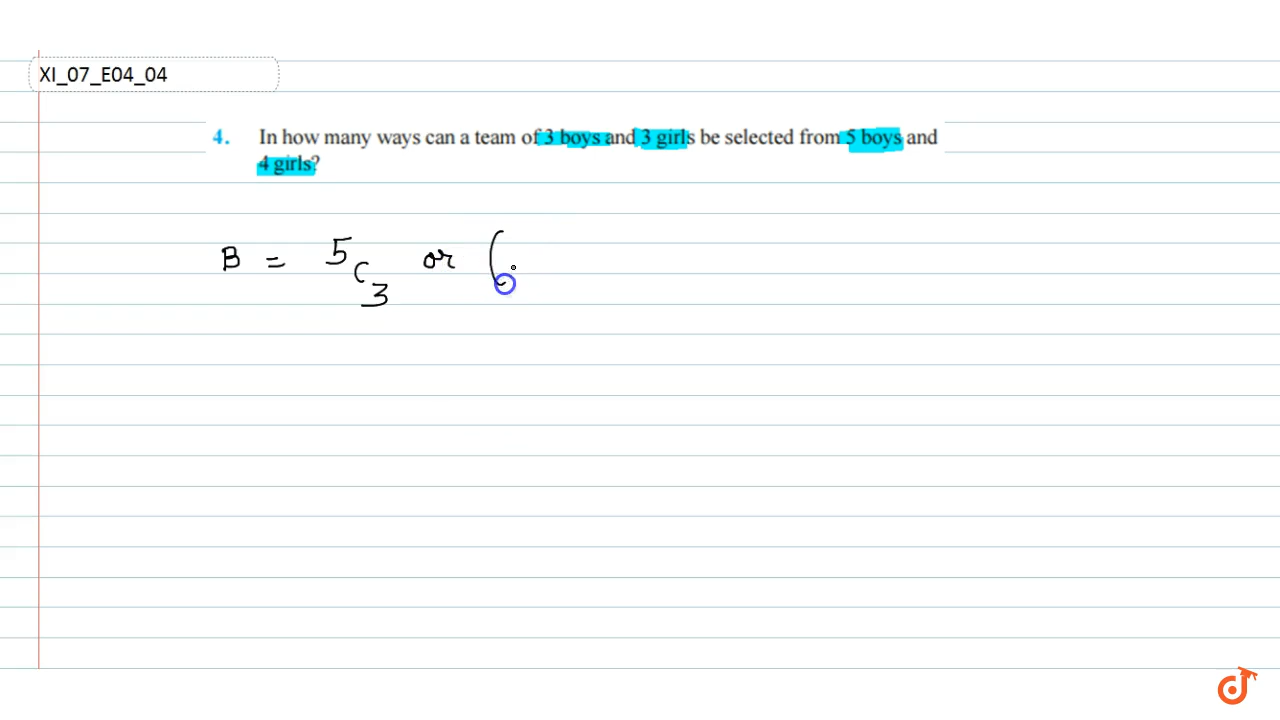 XI_07_E04_04
4. In how many ways can a team of 3 boys and 3 girls be selected from 5 boys and
4 girls?
B = 5C3 or (